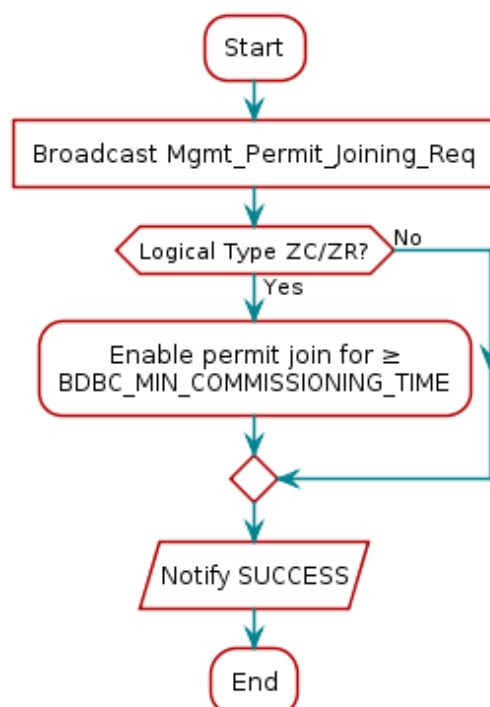 Start
Broadcast Mgmt_Permit_Joining_Req
Logical Type ZC/ZR?
No
Yes
Enable permit join for ≥
BDBC_MIN_COMMISSIONING_TIME
Notify SUCCESS
End